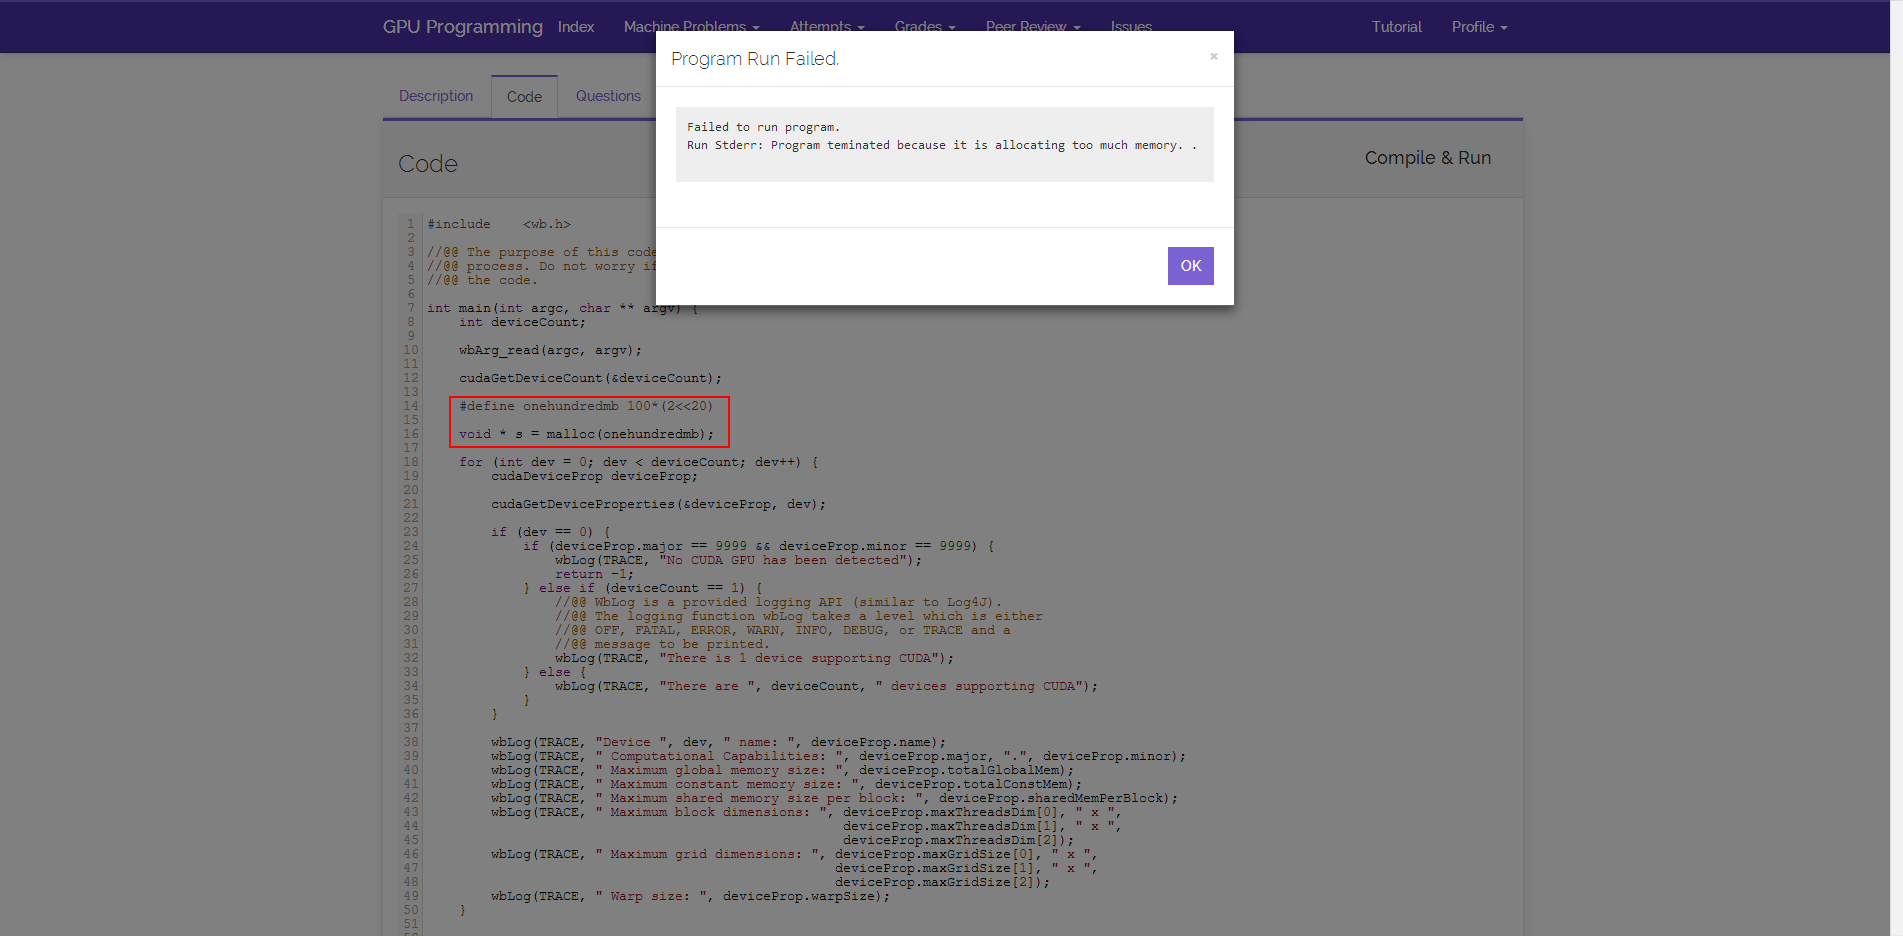 GPU Programming Index Machine Problems Attempts Grades Peer Review Issues Tutorial Profile
Program Run Failed.
×
Description Code Questions
Failed to run program.
Run Stderr: Program teminated because it is allocating too much memory. .
OK
Code
Compile & Run
1 #include    <wb.h>
2
3 //@@ The purpose of this code
4 //@@ process. Do not worry if
5 //@@ the code.
6
7 int main(int argc, char ** argv) {
8     int deviceCount;
9
10     wbArg_read(argc, argv);
11
12     cudaGetDeviceCount(&deviceCount);
13
14     #define onehundredmb 100*(2<<20)
15
16     void * s = malloc(onehundredmb);
17
18     for (int dev = 0; dev < deviceCount; dev++) {
19         cudaDeviceProp deviceProp;
20
21         cudaGetDeviceProperties(&deviceProp, dev);
22
23         if (dev == 0) {
24             if (deviceProp.major == 9999 && deviceProp.minor == 9999) {
25                 wbLog(TRACE, "No CUDA GPU has been detected");
26                 return -1;
27             } else if (deviceCount == 1) {
28                 //@@ WbLog is a provided logging API (similar to Log4J).
29                 //@@ The logging function wbLog takes a level which is either
30                 //@@ OFF, FATAL, ERROR, WARN, INFO, DEBUG, or TRACE and a
31                 //@@ message to be printed.
32                 wbLog(TRACE, "There is 1 device supporting CUDA");
33             } else {
34                 wbLog(TRACE, "There are ", deviceCount, " devices supporting CUDA");
35             }
36         }
37
38         wbLog(TRACE, "Device ", dev, " name: ", deviceProp.name);
39         wbLog(TRACE, " Computational Capabilities: ", deviceProp.major, ".", deviceProp.minor);
40         wbLog(TRACE, " Maximum global memory size: ", deviceProp.totalGlobalMem);
41         wbLog(TRACE, " Maximum constant memory size: ", deviceProp.totalConstMem);
42         wbLog(TRACE, " Maximum shared memory size per block: ", deviceProp.sharedMemPerBlock);
43         wbLog(TRACE, " Maximum block dimensions: ", deviceProp.maxThreadsDim[0], " x ",
44                                                     deviceProp.maxThreadsDim[1], " x ",
45                                                     deviceProp.maxThreadsDim[2]);
46         wbLog(TRACE, " Maximum grid dimensions: ", deviceProp.maxGridSize[0], " x ",
47                                                    deviceProp.maxGridSize[1], " x ",
48                                                    deviceProp.maxGridSize[2]);
49         wbLog(TRACE, " Warp size: ", deviceProp.warpSize);
50     }
51